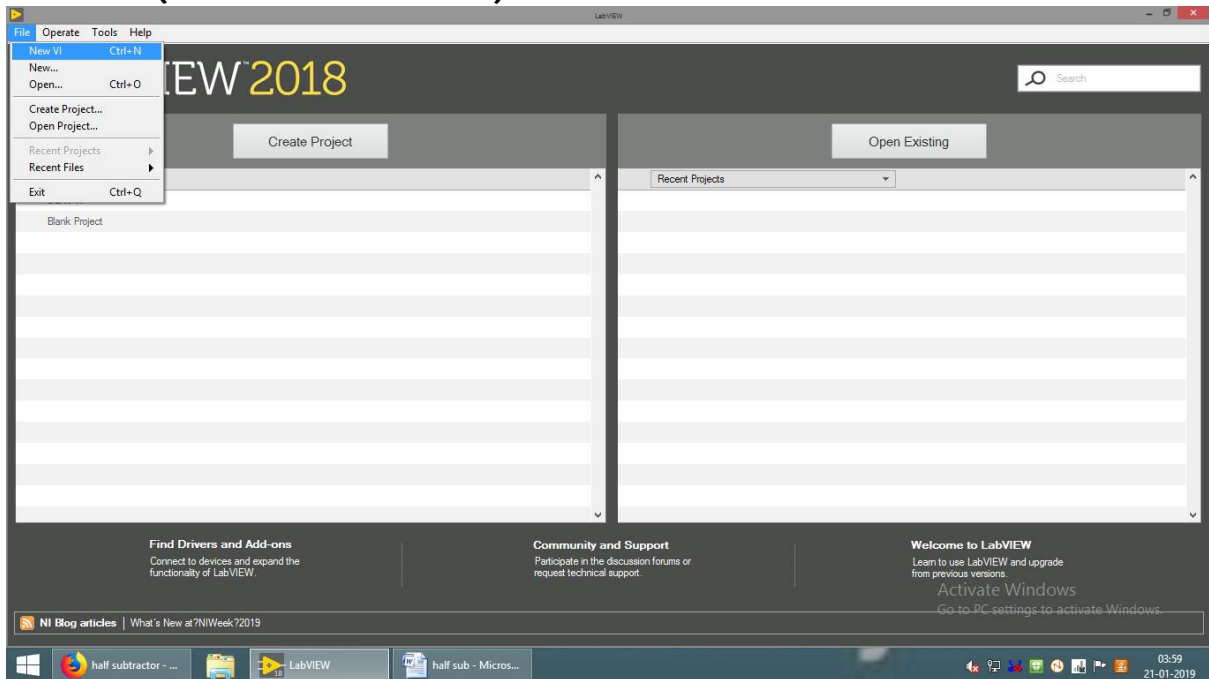 LabVIEW
File Operate Tools Help
New VI Ctrl+N
New...
Open... Ctrl+O
Create Project...
Open Project...
Recent Projects
Recent Files
Exit Ctrl+Q
EW™ 2018
Search
Create Project
Open Existing
Recent Projects
Blank Project
Find Drivers and Add-ons
Connect to devices and expand the
functionality of LabVIEW.
Community and Support
Participate in the discussion forums or
request technical support.
Welcome to LabVIEW
Learn to use LabVIEW and upgrade
from previous versions.
Activate Windows
Go to PC settings to activate Windows.
NI Blog articles | What's New at?NIWeek?2019
half subtractor - ...
18
LabVIEW
half sub - Micros...
03:59
21-01-2019